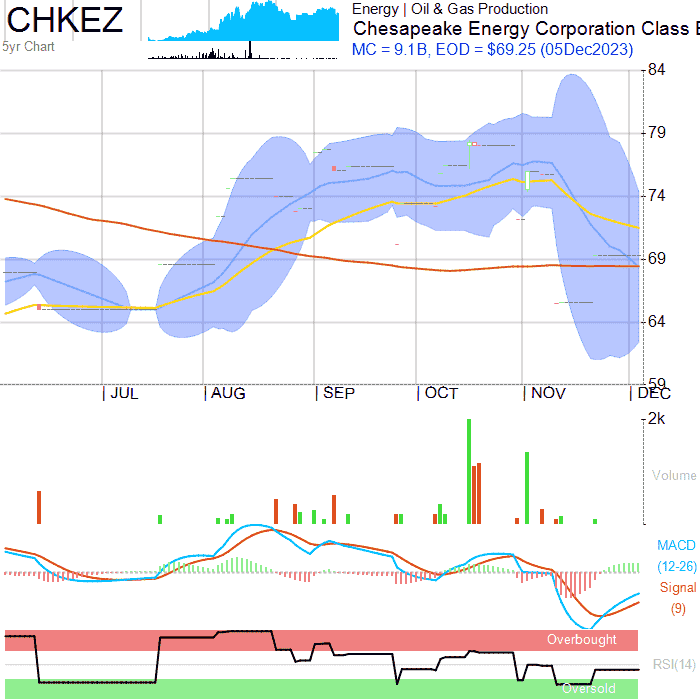 CHKEZ
5yr Chart
Energy | Oil & Gas Production
Chesapeake Energy Corporation Class
MC = 9.1B, EOD = $69.25 (05Dec2023)
84
79
74
69
64
59
JUL
AUG
SEP
OCT
NOV
DEC
2k
Volume
MACD
(12-26)
Signal
(9)
Overbought
RSI(14)
Oversold